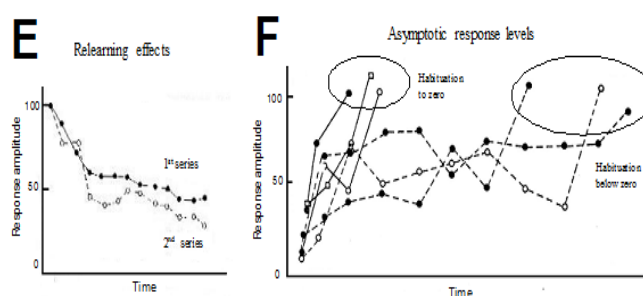 E
Relearning effects
Response amplitude
100
50
0
1st series
2nd series
Time
F
Asymptotic response levels
Response amplitude
100
50
0
Habituation
to zero
Habituation
below zero
Time